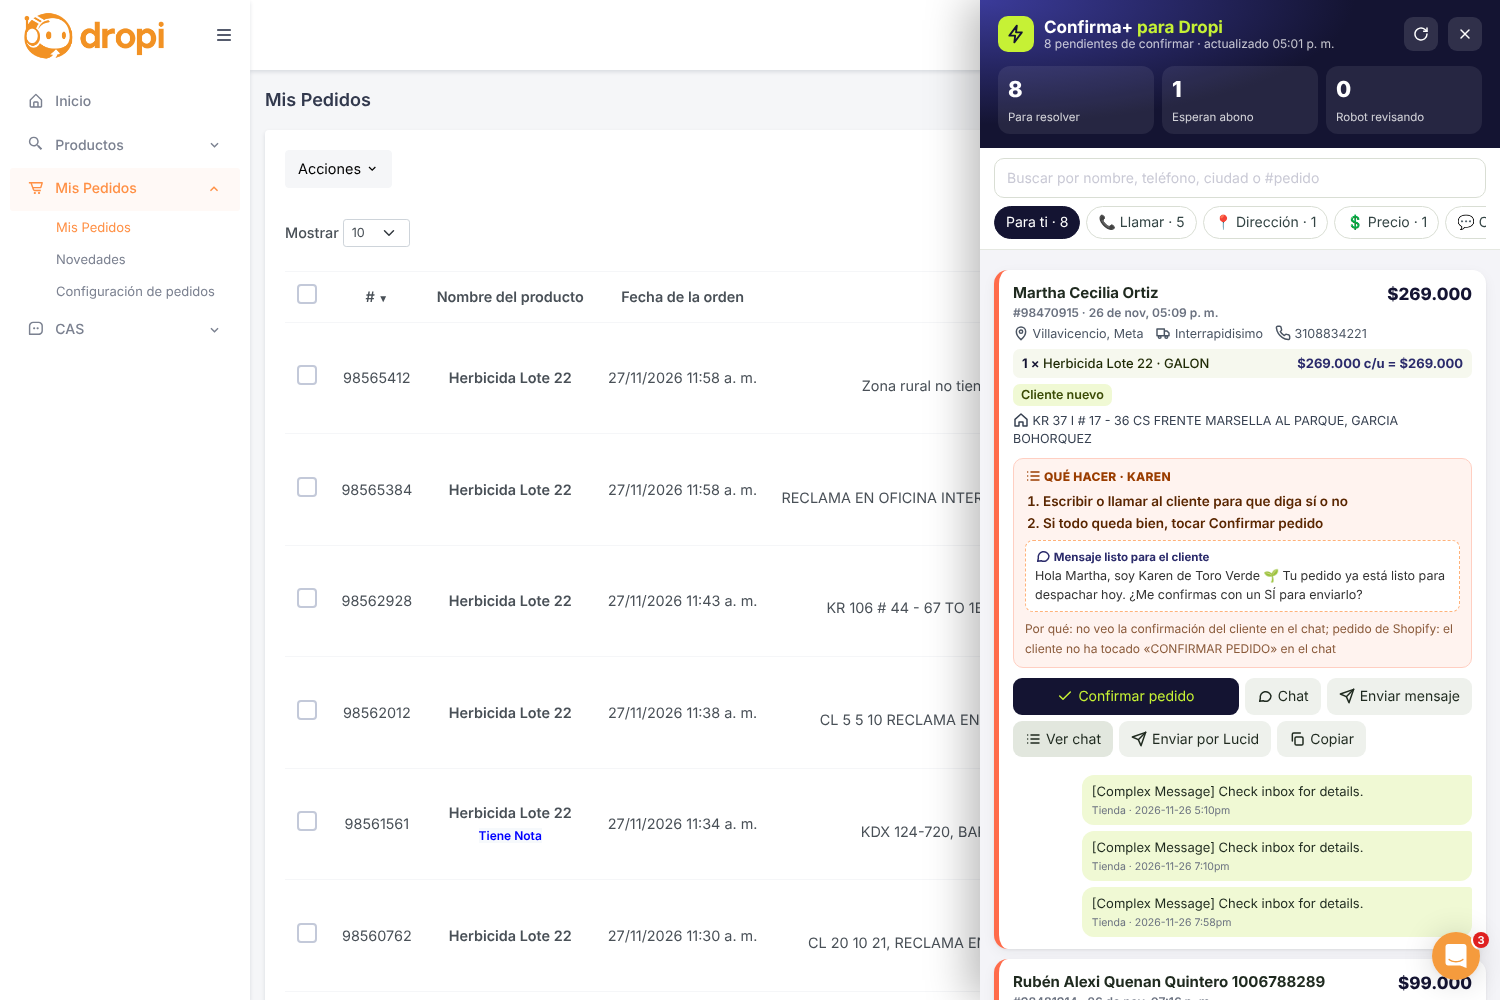 dropi
Inicio
Productos
Mis Pedidos
Mis Pedidos
Novedades
Configuración de pedidos
CAS
Mis Pedidos
Acciones
Mostrar 10
# ▼ Nombre del producto Fecha de la orden
98565412 Herbicida Lote 22 27/11/2026 11:58 a. m. Zona rural no tien
98565384 Herbicida Lote 22 27/11/2026 11:58 a. m. RECLAMA EN OFICINA INTER
98562928 Herbicida Lote 22 27/11/2026 11:43 a. m. KR 106 # 44 - 67 TO 1
98562012 Herbicida Lote 22 27/11/2026 11:38 a. m. CL 5 5 10 RECLAMA EN
98561561 Herbicida Lote 22 27/11/2026 11:34 a. m. KDX 124-720, BA
Tiene Nota
98560762 Herbicida Lote 22 27/11/2026 11:30 a. m. CL 20 10 21, RECLAMA E
Confirma+ para Dropi
8 pendientes de confirmar · actualizado 05:01 p. m.
8 Para resolver
1 Esperan abono
0 Robot revisando
Buscar por nombre, teléfono, ciudad o #pedido
Para ti · 8 📞 Llamar · 5 📍 Dirección · 1 💲 Precio · 1 💬 C
Martha Cecilia Ortiz $269.000
#98470915 · 26 de nov, 05:09 p. m.
Villavicencio, Meta Interrapidisimo 3108834221
1 × Herbicida Lote 22 · GALON $269.000 c/u = $269.000
Cliente nuevo
KR 37 I # 17 - 36 CS FRENTE MARSELLA AL PARQUE, GARCIA
BOHORQUEZ
QUÉ HACER · KAREN
1. Escribir o llamar al cliente para que diga sí o no
2. Si todo queda bien, tocar Confirmar pedido
Mensaje listo para el cliente
Hola Martha, soy Karen de Toro Verde 🌱 Tu pedido ya está listo para
despachar hoy. ¿Me confirmas con un SÍ para enviarlo?
Por qué: no veo la confirmación del cliente en el chat; pedido de Shopify: el
cliente no ha tocado «CONFIRMAR PEDIDO» en el chat
Confirmar pedido Chat Enviar mensaje
Ver chat Enviar por Lucid Copiar
[Complex Message] Check inbox for details.
Tienda · 2026-11-26 5:10pm
[Complex Message] Check inbox for details.
Tienda · 2026-11-26 7:10pm
[Complex Message] Check inbox for details.
Tienda · 2026-11-26 7:58pm
3
Rubén Alexi Quenan Quintero 1006788289 $99.000